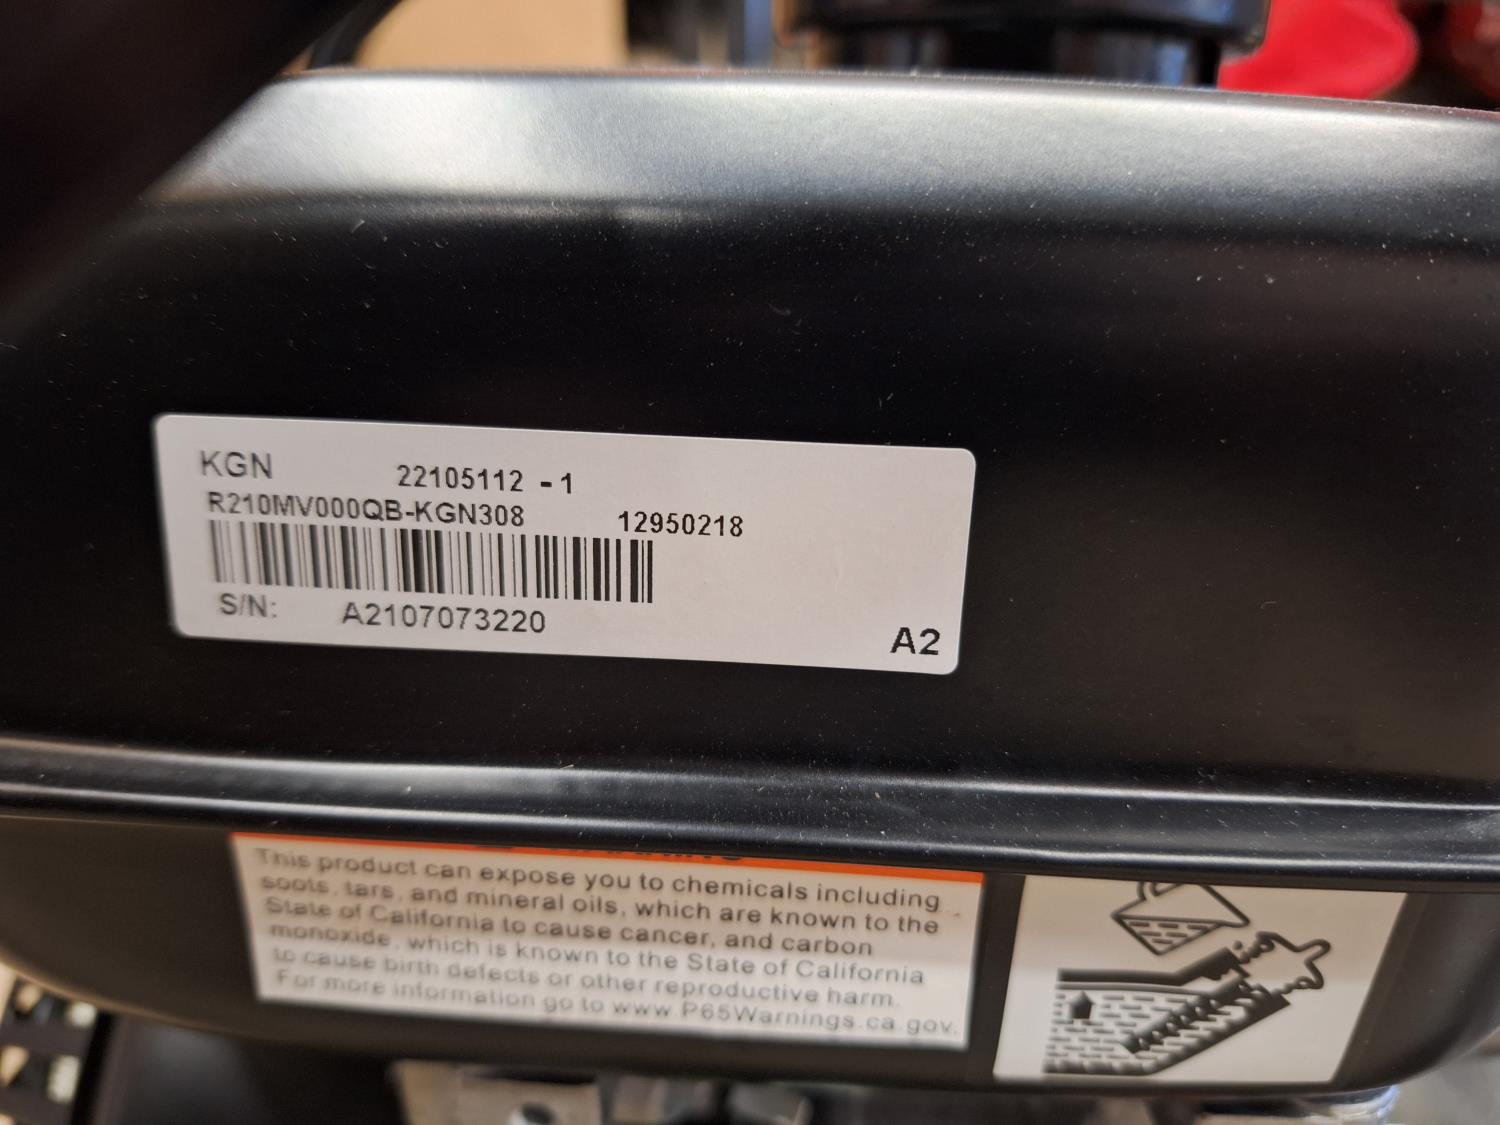 KGN 22105112 - 1
R210MV000QB-KGN308 12950218
S/N: A2107073220
A2
This product can expose you to chemicals including
soots, tars, and mineral oils, which are known to the
State of California to cause cancer, and carbon
monoxide, which is known to the State of California
to cause birth defects or other reproductive harm.
For more information go to www.P65Warnings.ca.gov.